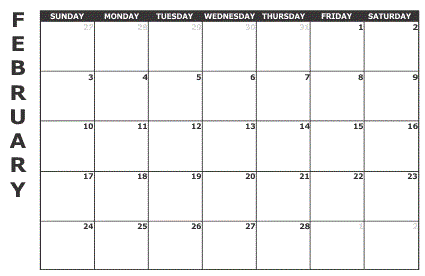 FEBRUARY
SUNDAY MONDAY TUESDAY WEDNESDAY THURSDAY FRIDAY SATURDAY
27 28 29 30 31 1 2
3 4 5 6 7 8 9
10 11 12 13 14 15 16
17 18 19 20 21 22 23
24 25 26 27 28 1 2